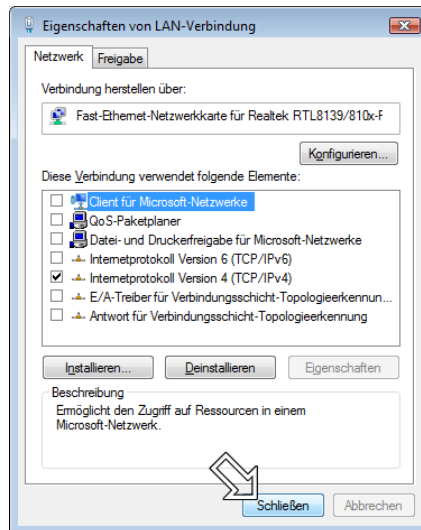 Eigenschaften von LAN-Verbindung
Netzwerk Freigabe
Verbindung herstellen über:
Fast-Ethernet-Netzwerkkarte für Realtek RTL8139/810x-F
Konfigurieren...
Diese Verbindung verwendet folgende Elemente:
Client für Microsoft-Netzwerke
QoS-Paketplaner
Datei- und Druckerfreigabe für Microsoft-Netzwerke
Internetprotokoll Version 6 (TCP/IPv6)
Internetprotokoll Version 4 (TCP/IPv4)
E/A-Treiber für Verbindungsschicht-Topologieerkennun...
Antwort für Verbindungsschicht-Topologieerkennung
Installieren... Deinstallieren Eigenschaften
Beschreibung
Ermöglicht den Zugriff auf Ressourcen in einem
Microsoft-Netzwerk.
Schließen Abbrechen